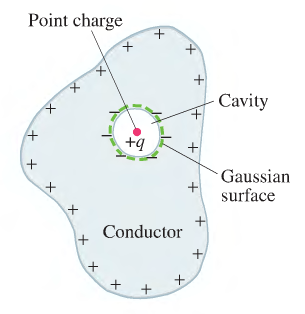 Point charge
Cavity
+q
Gaussian
surface
Conductor